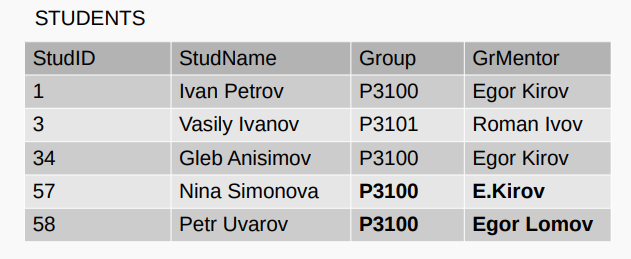 STUDENTS
StudID StudName Group GrMentor
1 Ivan Petrov P3100 Egor Kirov
3 Vasily Ivanov P3101 Roman Ivov
34 Gleb Anisimov P3100 Egor Kirov
57 Nina Simonova P3100 E.Kirov
58 Petr Uvarov P3100 Egor Lomov